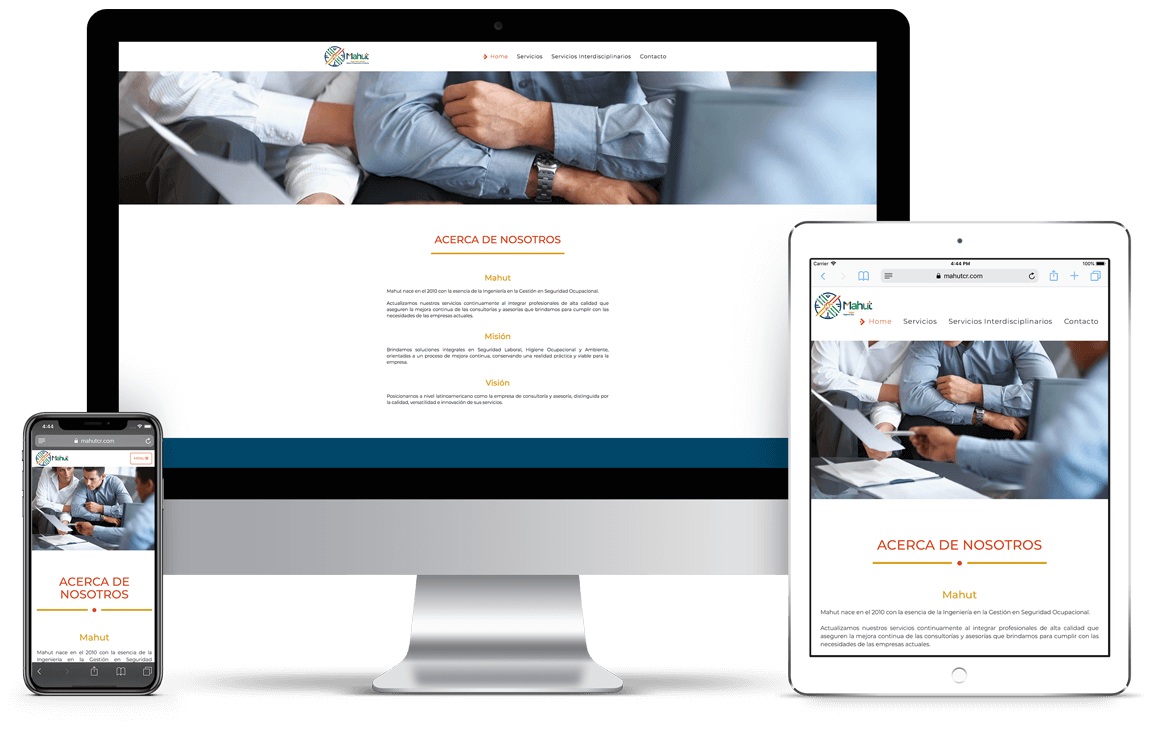 Mahut
Home Servicios Servicios Interdisciplinarios Contacto
ACERCA DE NOSOTROS
Mahut
Mahut nace en el 2010 con la esencia de la Ingeniería en la Gestión en Seguridad Ocupacional.
Actualizamos nuestros servicios continuamente al integrar profesionales de alta calidad que
aseguren la mejora continua de las consultorías y asesorías que brindamos para cumplir con las
necesidades de las empresas actuales.
Misión
Brindamos soluciones integrales en Seguridad Laboral, Higiene Ocupacional y Ambiente,
orientadas a un proceso de mejora continua, conservando una realidad práctica y viable para la
empresa.
Visión
Posicionarnos a nivel latinoamericano como la empresa de consultoría y asesoría, distinguida por
la calidad, versatilidad e innovación de sus servicios.
4:44
mahutcr.com
Mahut
MENU
ACERCA DE
NOSOTROS
Mahut
Mahut nace en el 2010 con la esencia de la
Ingeniería en la Gestión en Seguridad
Carrier 4:44 PM 100%
mahutcr.com
Mahut
Home Servicios Servicios Interdisciplinarios Contacto
ACERCA DE NOSOTROS
Mahut
Mahut nace en el 2010 con la esencia de la Ingeniería en la Gestión en Seguridad Ocupacional.
Actualizamos nuestros servicios continuamente al integrar profesionales de alta calidad que
aseguren la mejora continua de las consultorías y asesorías que brindamos para cumplir con las
necesidades de las empresas actuales.